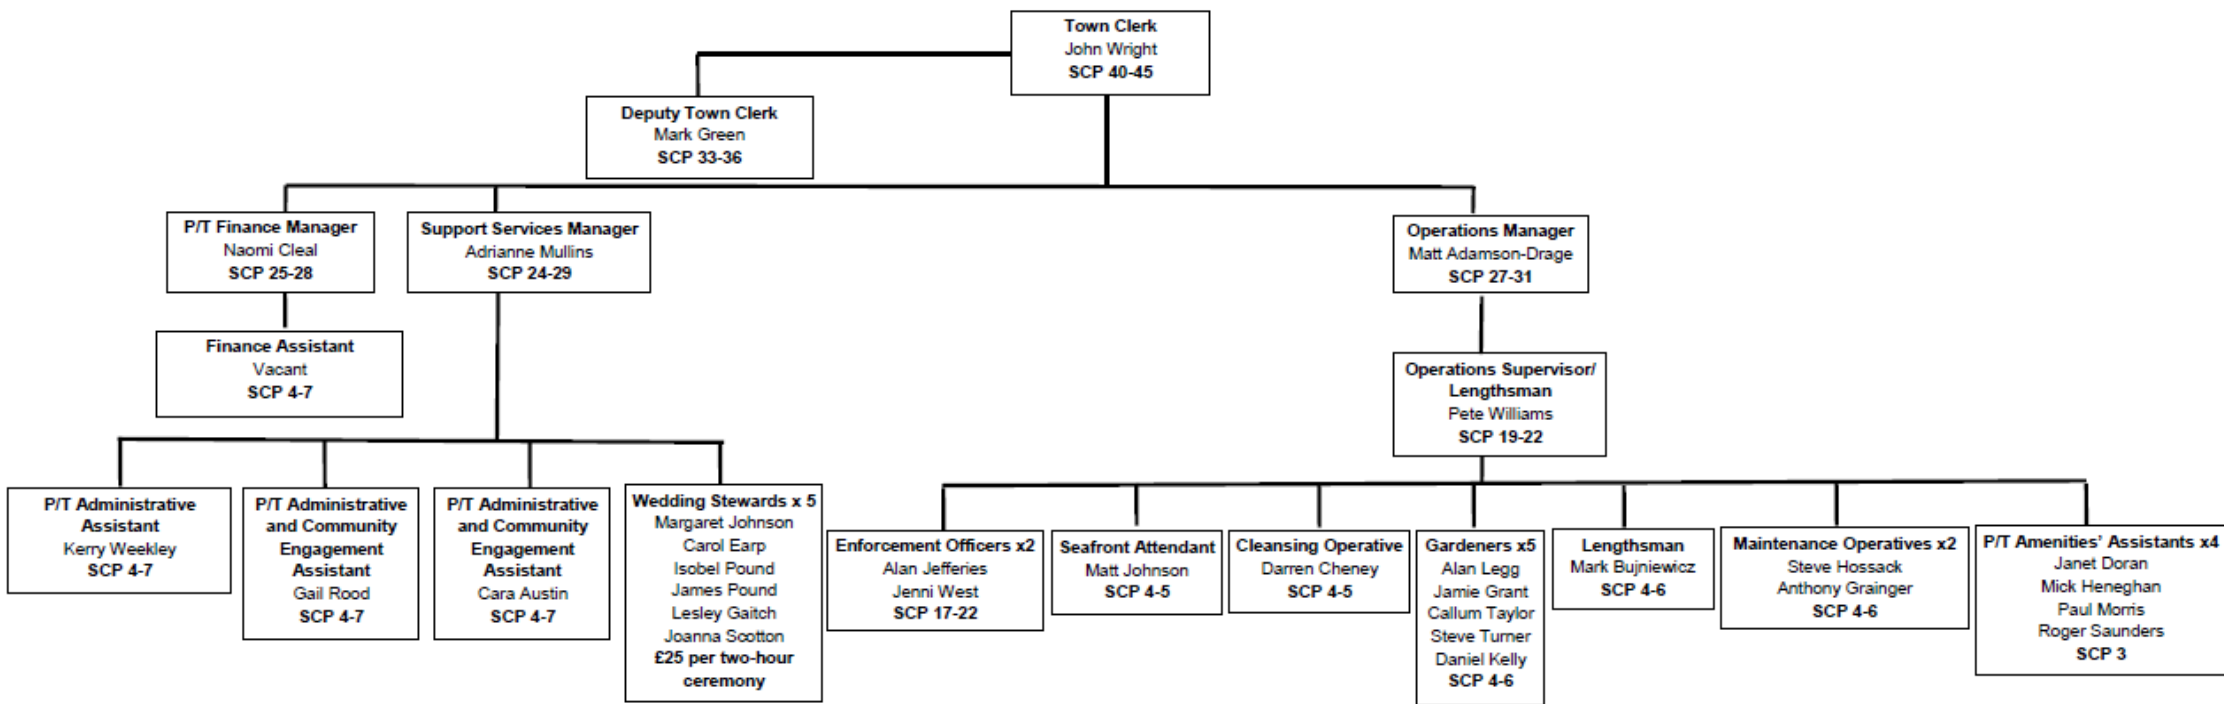 Town Clerk
John Wright
SCP 40-45
Deputy Town Clerk
Mark Green
SCP 33-36
P/T Finance Manager
Naomi Cleal
SCP 25-28
Support Services Manager
Adrianne Mullins
SCP 24-29
Operations Manager
Matt Adamson-Drage
SCP 27-31
Finance Assistant
Vacant
SCP 4-7
Operations Supervisor/
Lengthsman
Pete Williams
SCP 19-22
P/T Administrative
Assistant
Kerry Weekley
SCP 4-7
P/T Administrative
and Community
Engagement
Assistant
Gail Rood
SCP 4-7
P/T Administrative
and Community
Engagement
Assistant
Cara Austin
SCP 4-7
Wedding Stewards x 5
Margaret Johnson
Carol Earp
Isobel Pound
James Pound
Lesley Gaitch
Joanna Scotton
£25 per two-hour
ceremony
Enforcement Officers x2
Alan Jefferies
Jenni West
SCP 17-22
Seafront Attendant
Matt Johnson
SCP 4-5
Cleansing Operative
Darren Cheney
SCP 4-5
Gardeners x5
Alan Legg
Jamie Grant
Callum Taylor
Steve Turner
Daniel Kelly
SCP 4-6
Lengthsman
Mark Bujniewicz
SCP 4-6
Maintenance Operatives x2
Steve Hossack
Anthony Grainger
SCP 4-6
P/T Amenities’ Assistants x4
Janet Doran
Mick Heneghan
Paul Morris
Roger Saunders
SCP 3